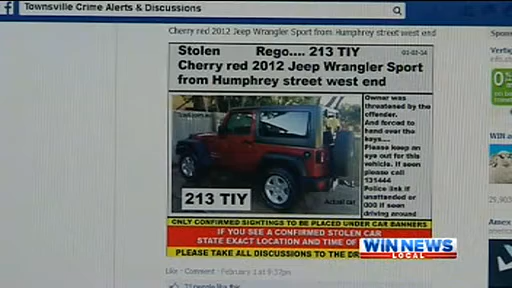 Townsville Crime Alerts & Discussions
Cherry red 2012 Jeep Wrangler Sport from Humphrey street west end
Stolen Rego.... 213 TIY
Cherry red 2012 Jeep Wrangler Sport
from Humphrey street west end
Owner was
threatened by the
offender.
And forced to
hand over the
keys....
Please keep an
eye out for this
vehicle. If seen
please call
131444
Police link if
unattended or
000 if seen
driving around
213 TIY
Actual car
ONLY CONFIRMED SIGHTINGS TO BE PLACED UNDER CAR BANNERS
IF YOU SEE A CONFIRMED STOLEN CAR
STATE EXACT LOCATION AND TIME OF
PLEASE TAKE ALL DISCUSSIONS TO THE
Like · Comment · February 1 at 9:37pm
WIN NEWS
LOCAL